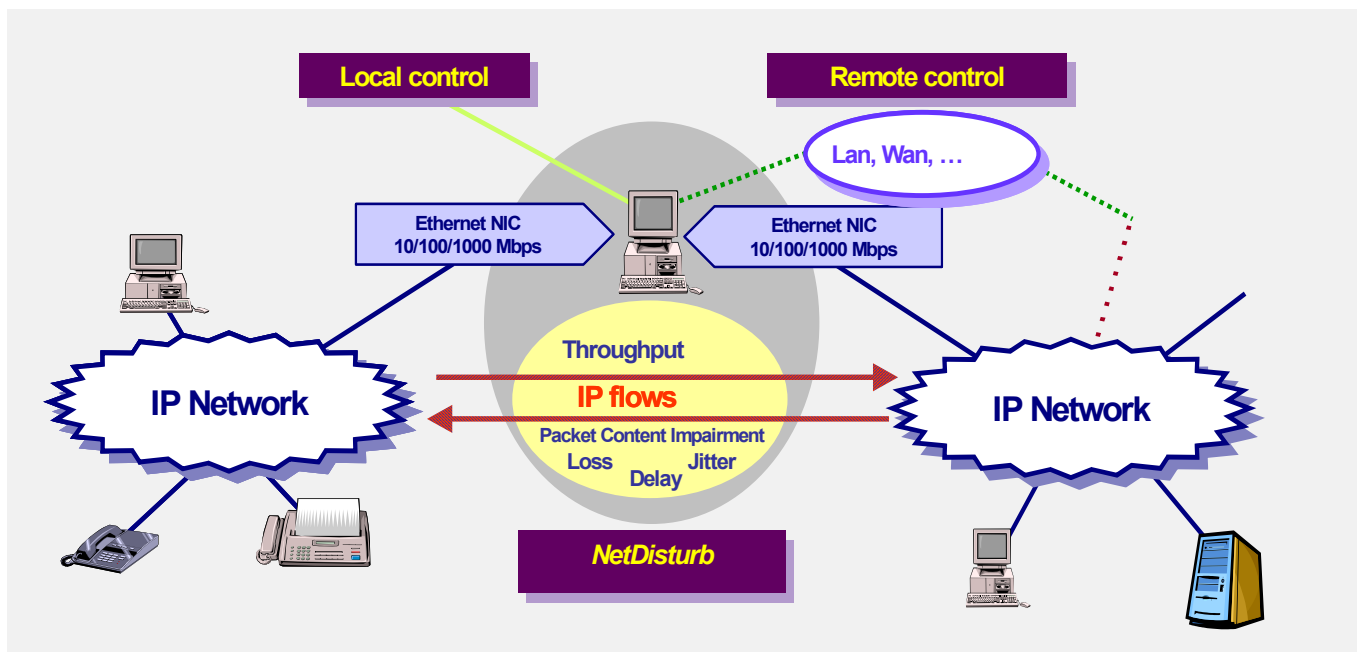 Local control
Remote control
Lan, Wan, …
Ethernet NIC
10/100/1000 Mbps
Ethernet NIC
10/100/1000 Mbps
Throughput
IP Network
IP flows
IP Network
Packet Content Impairment
Loss
Jitter
Delay
NetDisturb